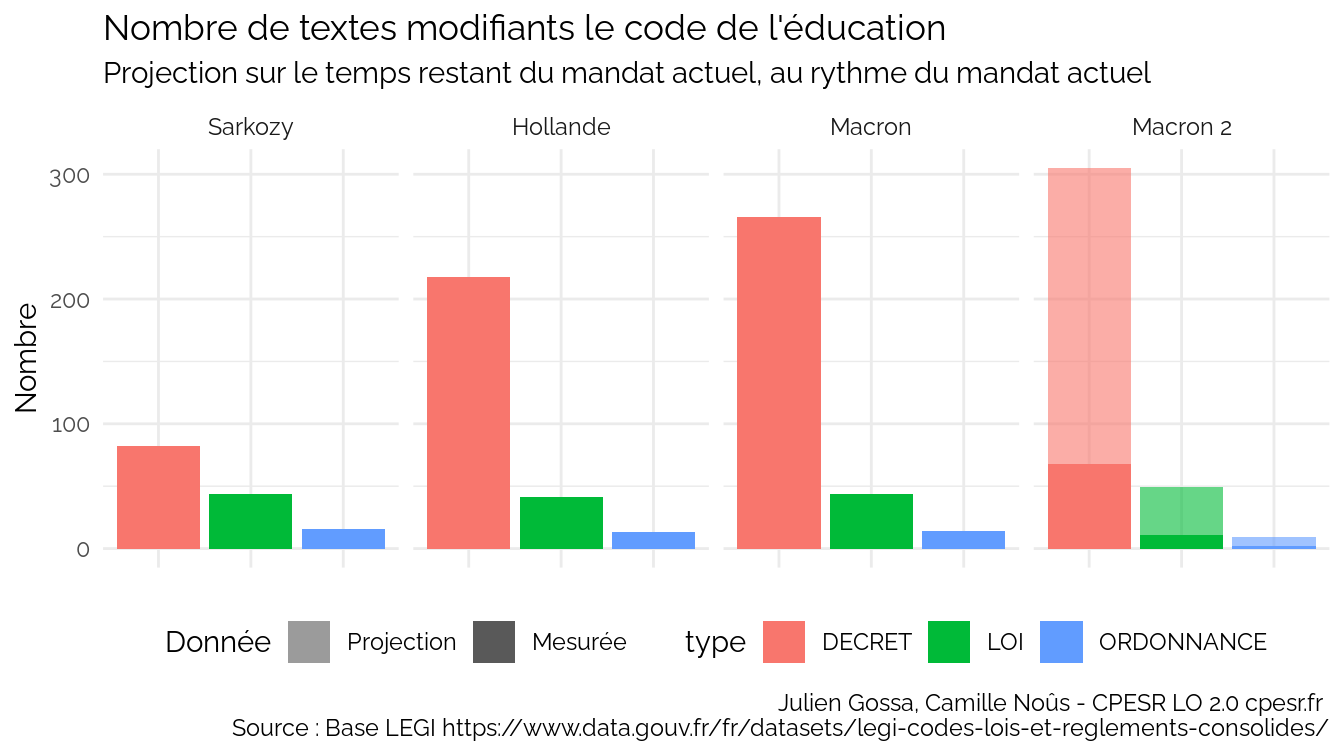 Nombre de textes modifiants le code de l'éducation
Projection sur le temps restant du mandat actuel, au rythme du mandat actuel
Sarkozy Hollande Macron Macron 2
300
200
100
0
Nombre
Donnée Projection Mesurée type DECRET LOI ORDONNANCE
Julien Gossa, Camille Noûs - CPESR LO 2.0 cpesr.fr
Source : Base LEGI https://www.data.gouv.fr/fr/datasets/legi-codes-lois-et-reglements-consolides/